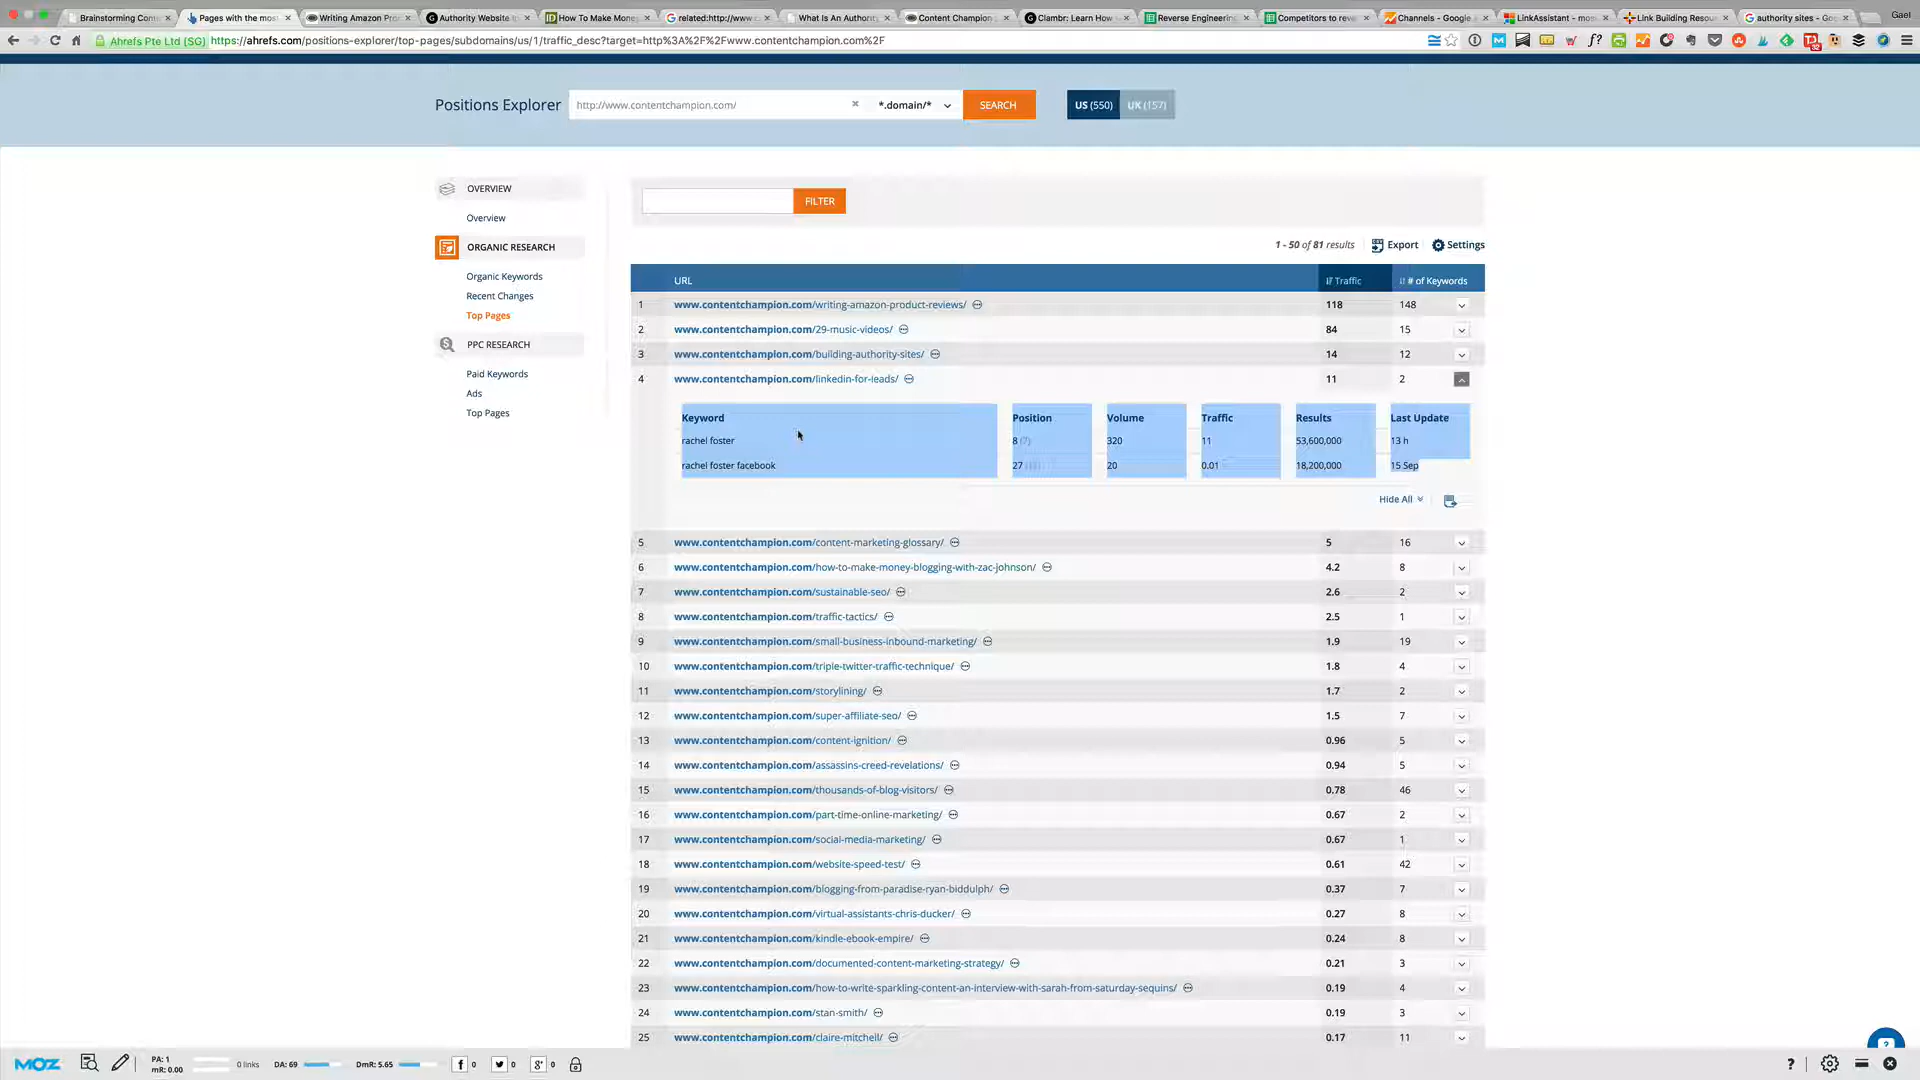 Brainstorming Conte
Pages with the mos
Writing Amazon Pro
Authority Website I
How To Make Mone
related:http://www.c
What Is An Authorit
Content Champion
Clambr: Learn How
Reverse Engineering
Competitors to reve
Channels - Google
LinkAssistant - mos
Link Building Resou
authority sites - Go
Gael
Ahrefs Pte Ltd [SG] https://ahrefs.com/positions-explorer/top-pages/subdomains/us/1/traffic_desc?target=http%3A%2F%2Fwww.contentchampion.com%2F
Positions Explorer http://www.contentchampion.com/ *.domain/* SEARCH US (550) UK (157)
OVERVIEW
Overview
ORGANIC RESEARCH
Organic Keywords
Recent Changes
Top Pages
PPC RESEARCH
Paid Keywords
Ads
Top Pages
FILTER
1 - 50 of 81 results Export Settings
URL Traffic # of Keywords
1 www.contentchampion.com/writing-amazon-product-reviews/ 118 148
2 www.contentchampion.com/29-music-videos/ 84 15
3 www.contentchampion.com/building-authority-sites/ 14 12
4 www.contentchampion.com/linkedin-for-leads/ 11 2
Keyword Position Volume Traffic Results Last Update
rachel foster 8 (7) 320 11 53,600,000 13 h
rachel foster facebook 27 20 0.01 18,200,000 15 Sep
Hide All
5 www.contentchampion.com/content-marketing-glossary/ 5 16
6 www.contentchampion.com/how-to-make-money-blogging-with-zac-johnson/ 4.2 8
7 www.contentchampion.com/sustainable-seo/ 2.6 2
8 www.contentchampion.com/traffic-tactics/ 2.5 1
9 www.contentchampion.com/small-business-inbound-marketing/ 1.9 19
10 www.contentchampion.com/triple-twitter-traffic-technique/ 1.8 4
11 www.contentchampion.com/storylining/ 1.7 2
12 www.contentchampion.com/super-affiliate-seo/ 1.5 7
13 www.contentchampion.com/content-ignition/ 0.96 5
14 www.contentchampion.com/assassins-creed-revelations/ 0.94 5
15 www.contentchampion.com/thousands-of-blog-visitors/ 0.78 46
16 www.contentchampion.com/part-time-online-marketing/ 0.67 2
17 www.contentchampion.com/social-media-marketing/ 0.67 1
18 www.contentchampion.com/website-speed-test/ 0.61 42
19 www.contentchampion.com/blogging-from-paradise-ryan-biddulph/ 0.37 7
20 www.contentchampion.com/virtual-assistants-chris-ducker/ 0.27 8
21 www.contentchampion.com/kindle-ebook-empire/ 0.24 8
22 www.contentchampion.com/documented-content-marketing-strategy/ 0.21 3
23 www.contentchampion.com/how-to-write-sparkling-content-an-interview-with-sarah-from-saturday-sequins/ 0.19 4
24 www.contentchampion.com/stan-smith/ 0.19 3
25 www.contentchampion.com/claire-mitchell/ 0.17 11
MOZ PA: 1 0 links DA: 69 DmR: 5.65 0 0 0
mR: 0.00